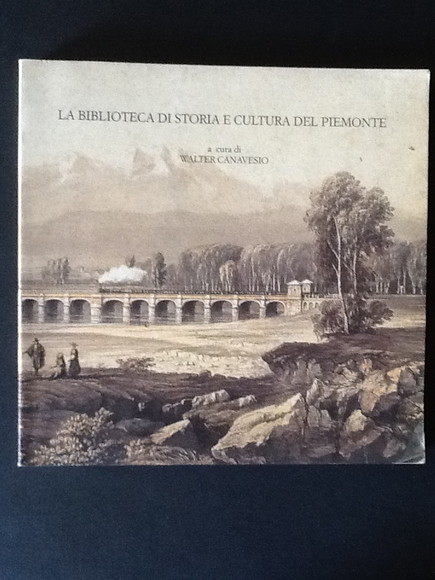 LA BIBLIOTECA DI STORIA E CULTURA DEL PIEMONTE
a cura di
WALTER CANAVESIO